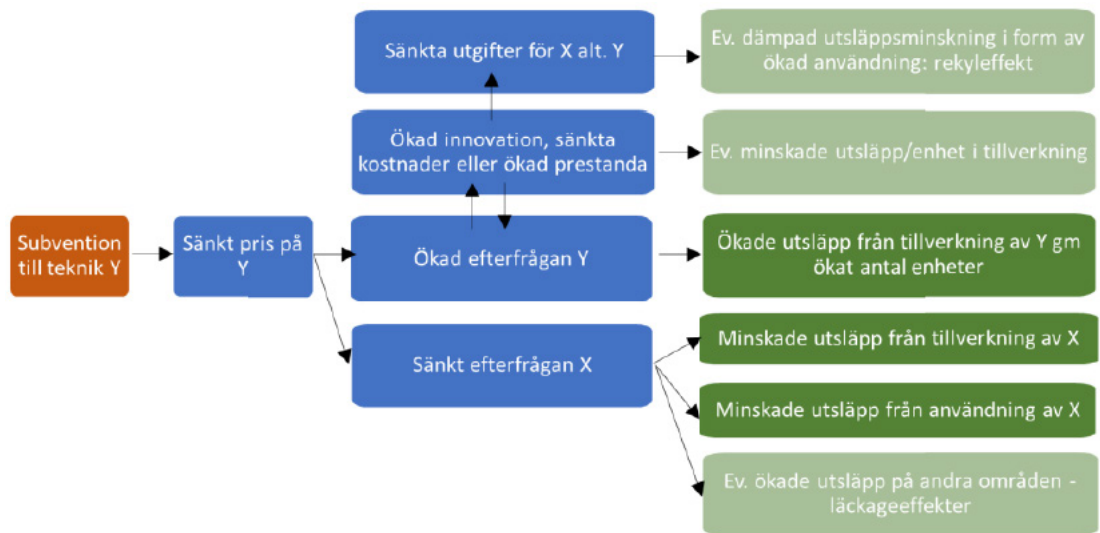 Sänkta utgifter för X alt. Y
Ev. dämpad utsläppsminskning i form av
ökad användning: rekyleffekt
Ökad innovation, sänkta
kostnader eller ökad prestanda
Ev. minskade utsläpp/enhet i tillverkning
Subvention
till teknik Y
Sänkt pris på
Y
Ökad efterfrågan Y
Ökade utsläpp från tillverkning av Y gm
ökat antal enheter
Sänkt efterfrågan X
Minskade utsläpp från tillverkning av X
Minskade utsläpp från användning av X
Ev. ökade utsläpp på andra områden -
läckageeffekter